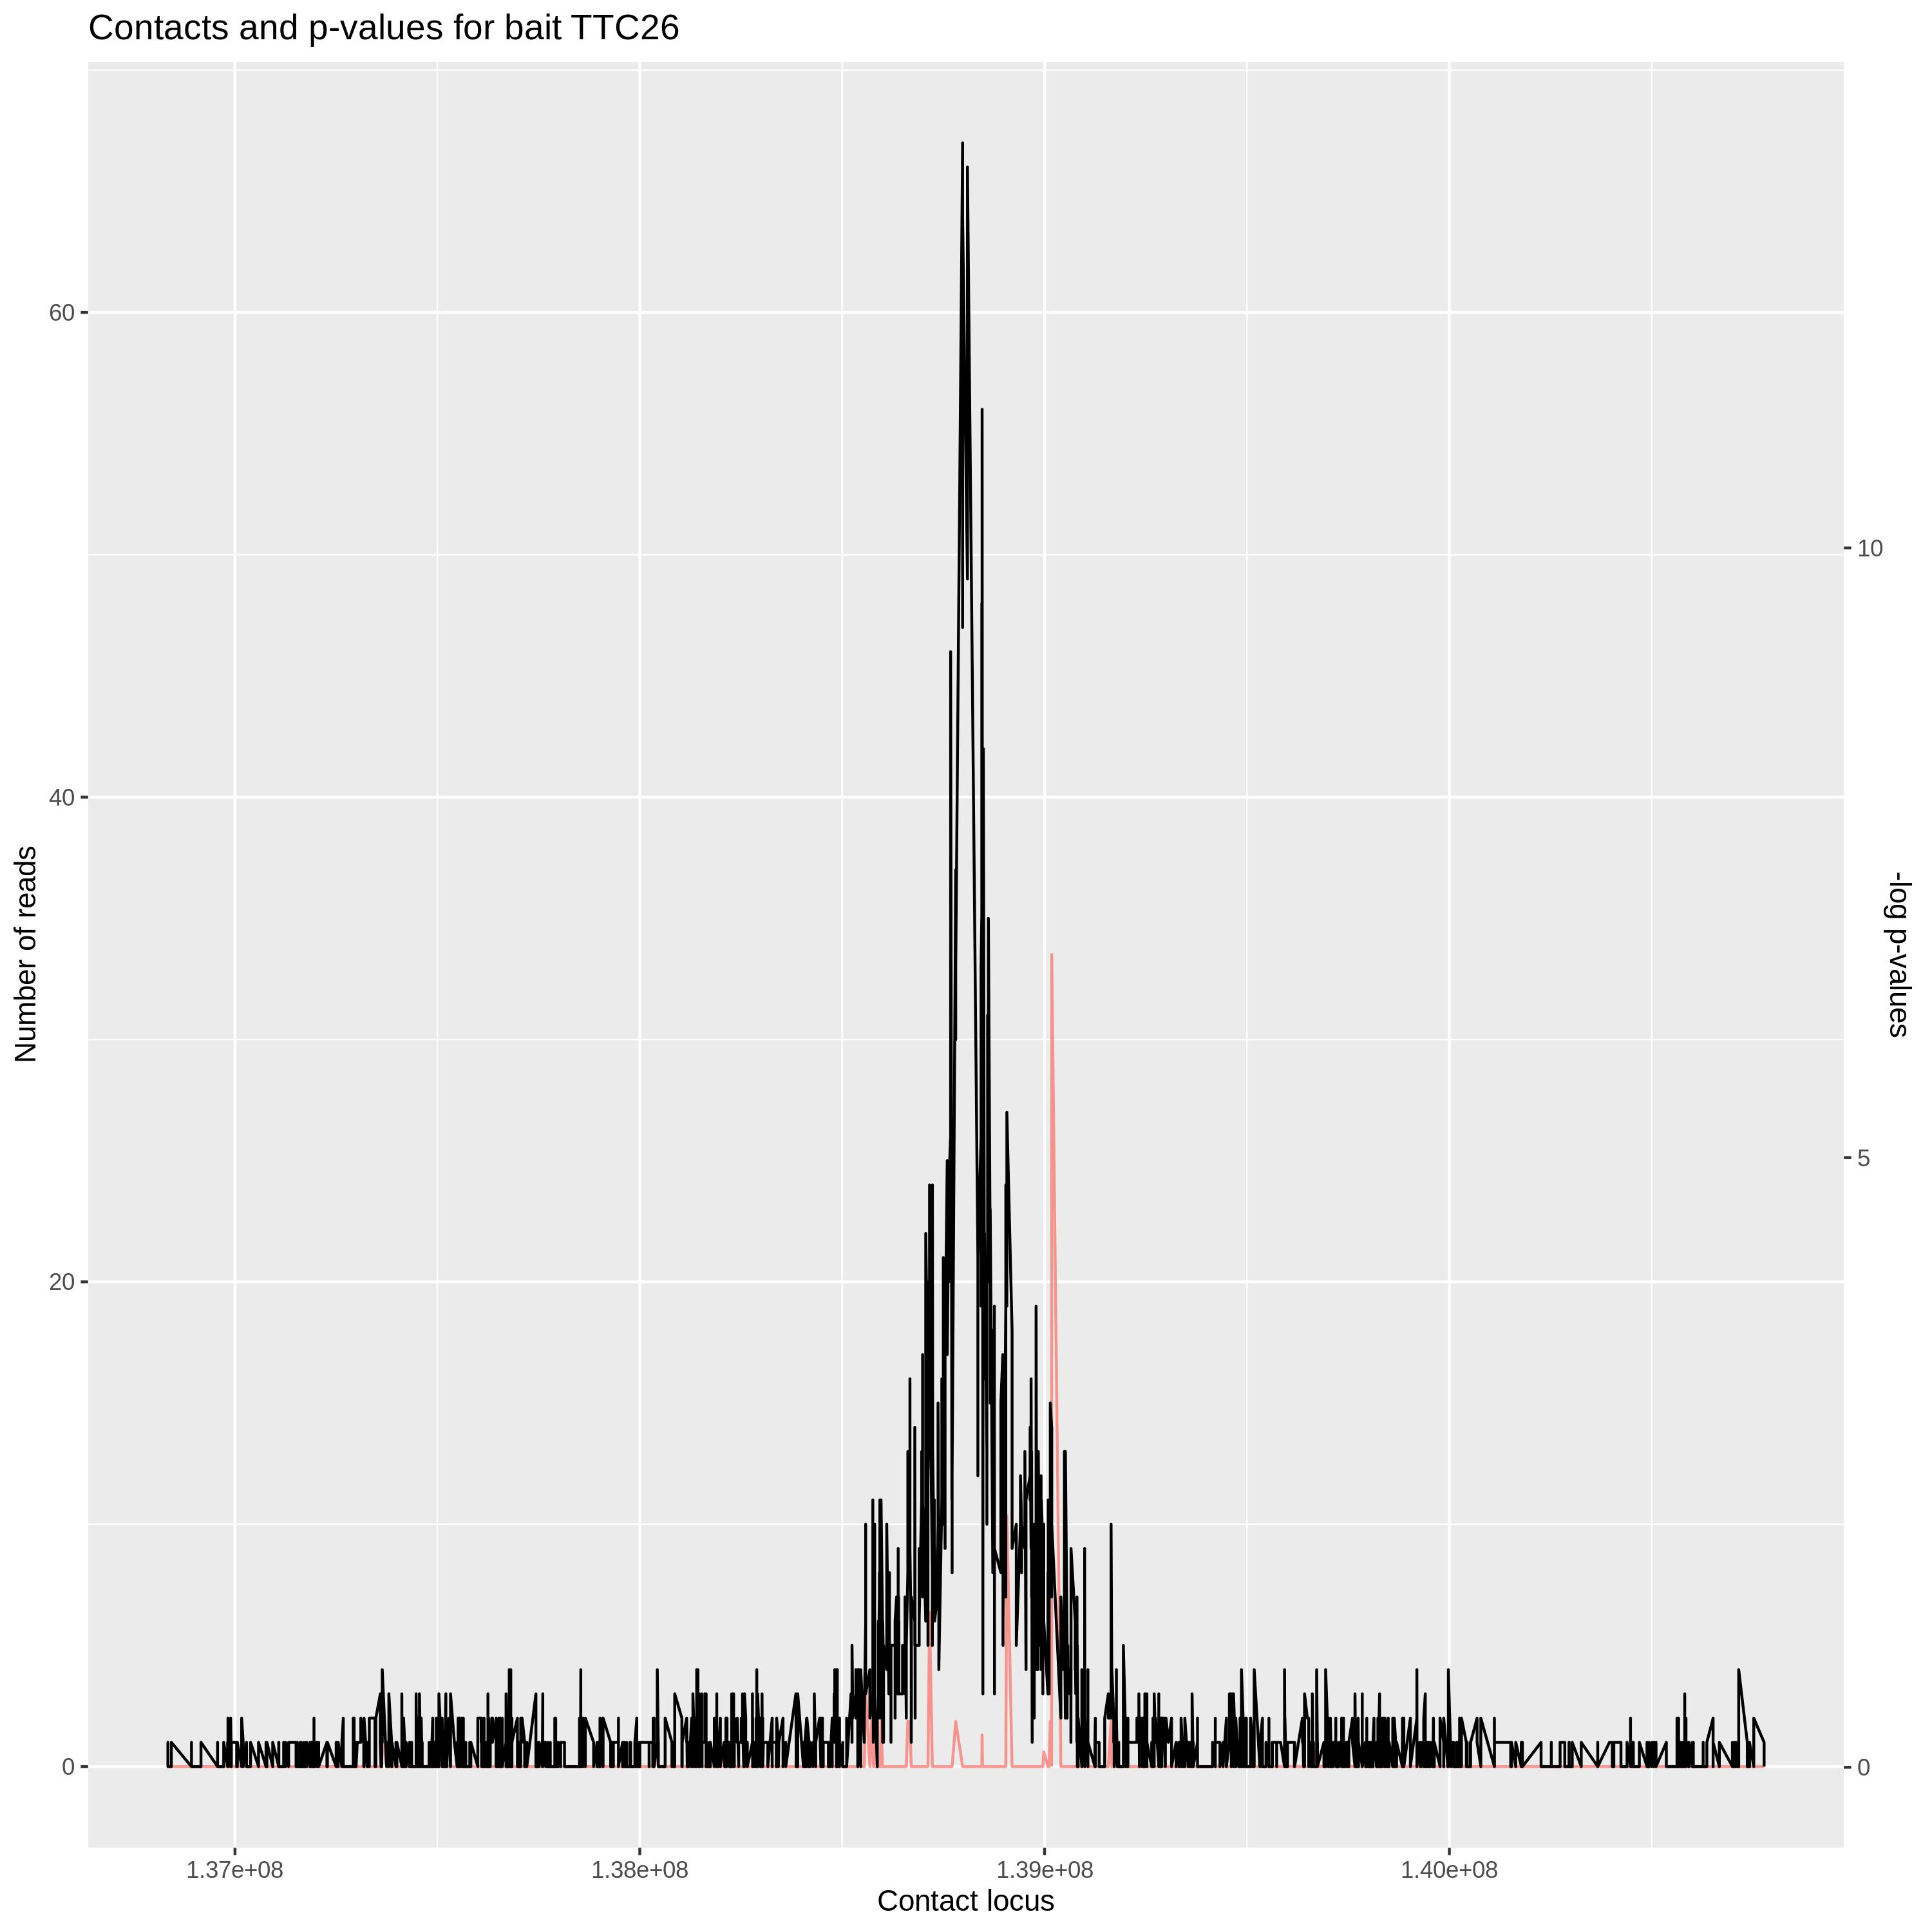 Contacts and p-values for bait TTC26
60
40
20
0
Number of reads
10
5
0
-log p-values
1.37e+08
1.38e+08
1.39e+08
1.40e+08
Contact locus